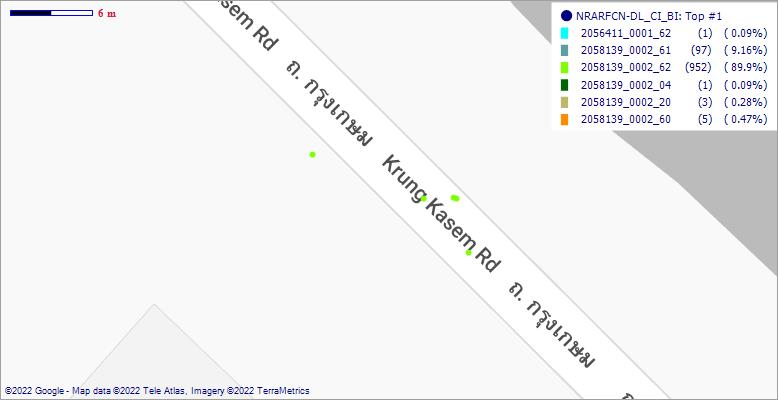 6 m
NRARFCN-DL_CI_BI: Top #1
2056411_0001_62 (1) ( 0.09%)
2058139_0002_61 (97) ( 9.16%)
2058139_0002_62 (952) ( 89.9%)
2058139_0002_04 (1) ( 0.09%)
2058139_0002_20 (3) ( 0.28%)
2058139_0002_60 (5) ( 0.47%)
sem Rd
ถ. กรุงเกษม
Krung Kasem Rd
ถ. กรุงเกษม
ถ
©2022 Google - Map data ©2022 Tele Atlas, Imagery ©2022 TerraMetrics